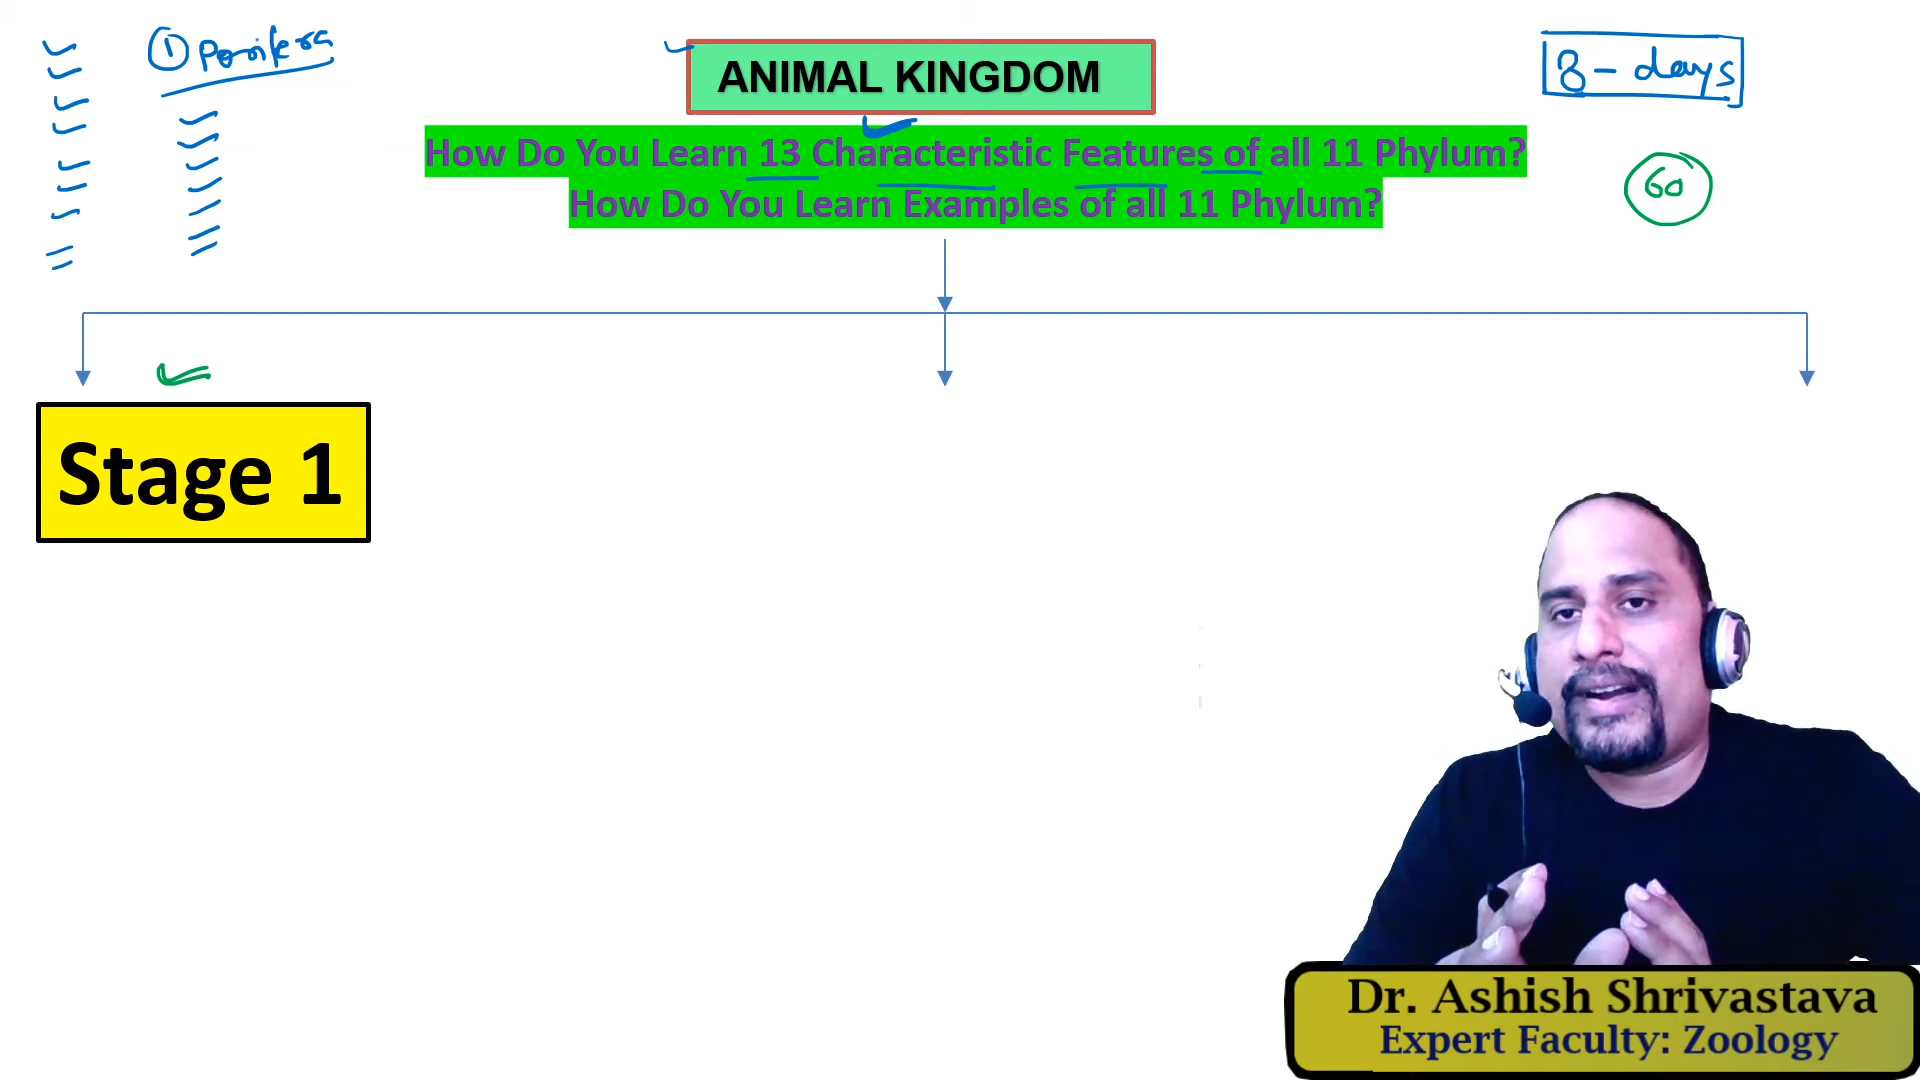 ① Porifera
ANIMAL KINGDOM
8 - days
How Do You Learn 13 Characteristic Features of all 11 Phylum?
How Do You Learn Examples of all 11 Phylum?
60
Stage 1
Dr. Ashish Shrivastava
Expert Faculty: Zoology